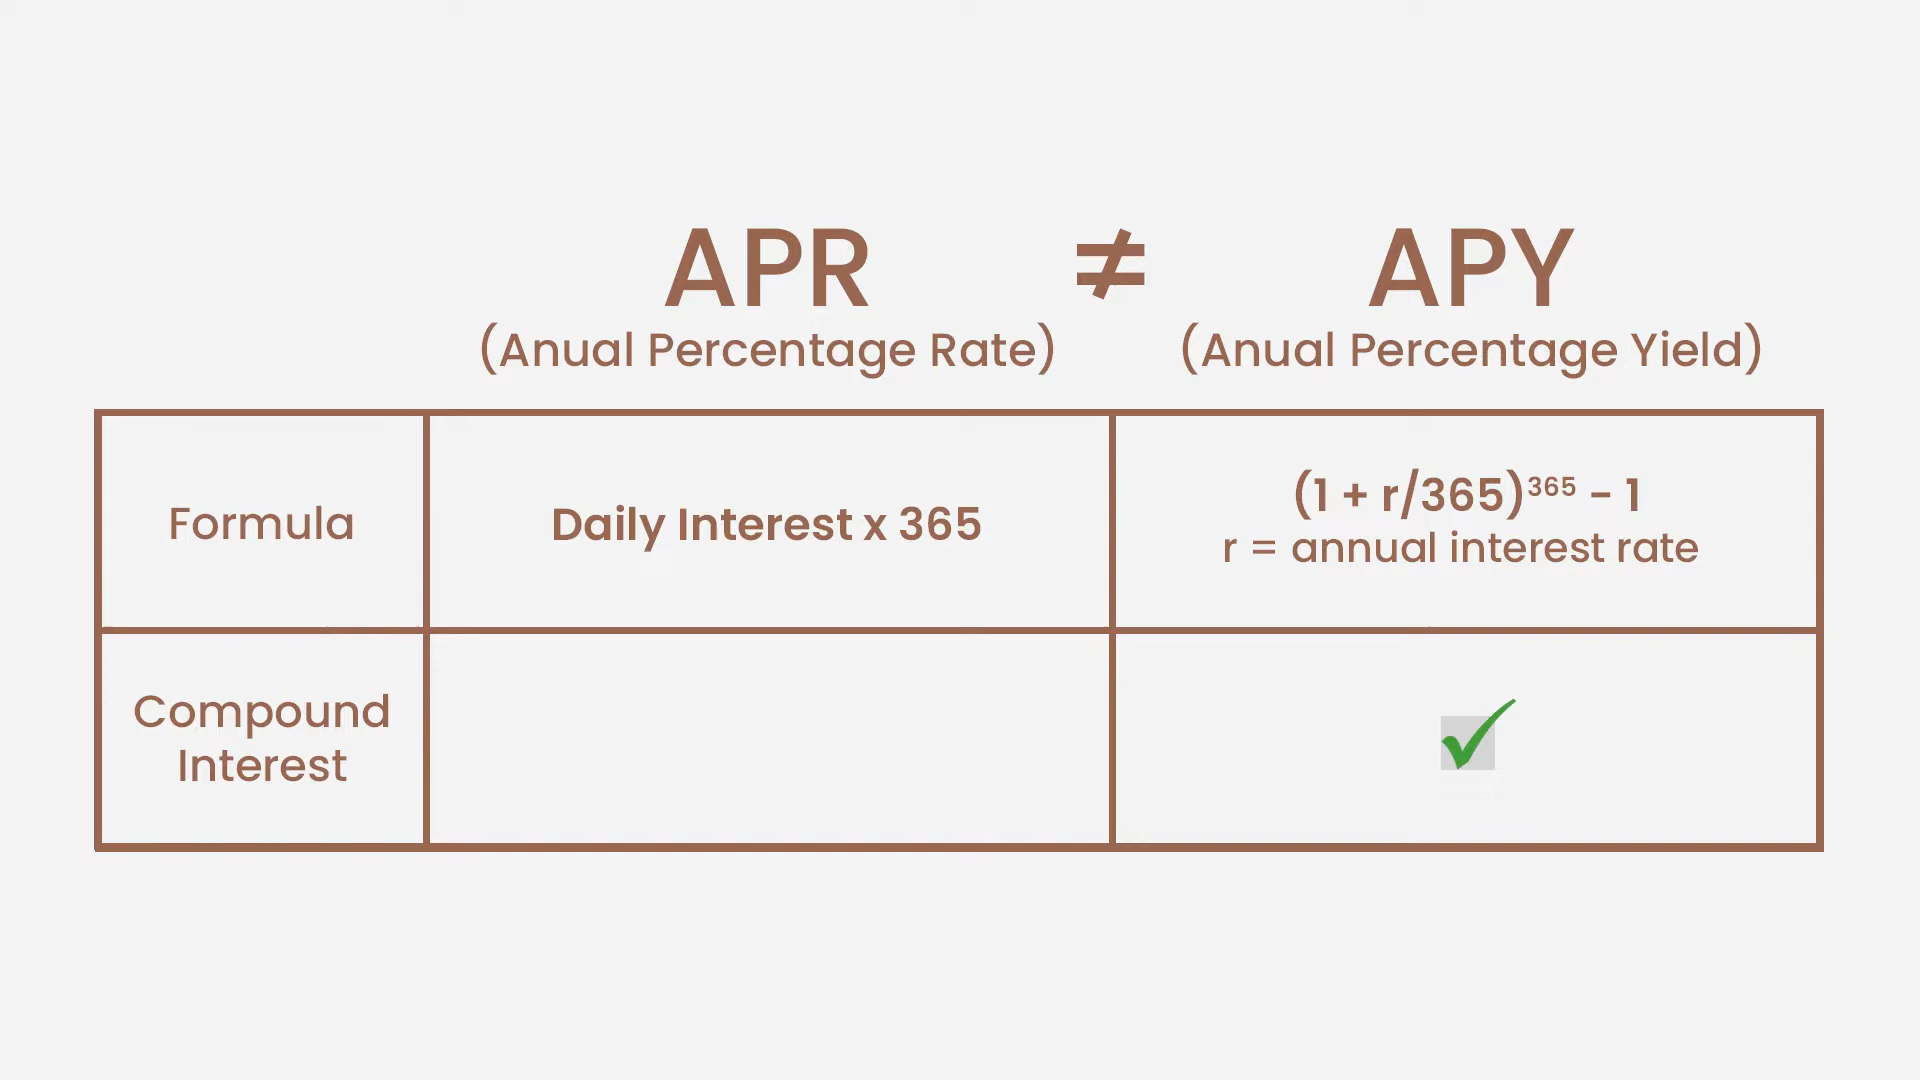 APR ≠ APY
(Anual Percentage Rate) (Anual Percentage Yield)
Formula
Daily Interest x 365
(1 + r/365)³⁶⁵ - 1
r = annual interest rate
Compound
Interest